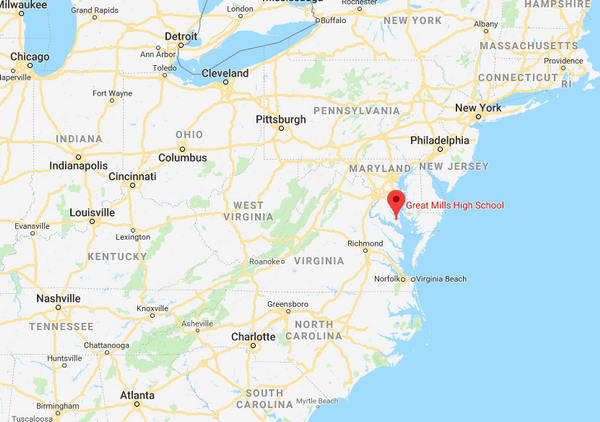 Milwaukee
Grand Rapids
London
Rochester
Buffalo
NEW YORK
Albany
HAMPSHIRE
MASSACHUSETTS
Detroit
Ann Arbor
Chicago
Naperville
Toledo
Cleveland
CONNECTICUT
Providence
RI
Fort Wayne
New York
Pittsburgh
PENNSYLVANIA
INDIANA
OHIO
Philadelphia
Indianapolis
Columbus
MARYLAND
NEW JERSEY
Cincinnati
Great Mills High School
WEST
VIRGINIA
Louisville
Evansville
Lexington
Richmond
KENTUCKY
Roanoke
VIRGINIA
Norfolk
Virginia Beach
Nashville
Knoxville
Greensboro
TENNESSEE
Asheville
NORTH
CAROLINA
Charlotte
Chattanooga
Huntsville
Atlanta
SOUTH
CAROLINA
Myrtle Beach
Birmingham
Tuscaloosa